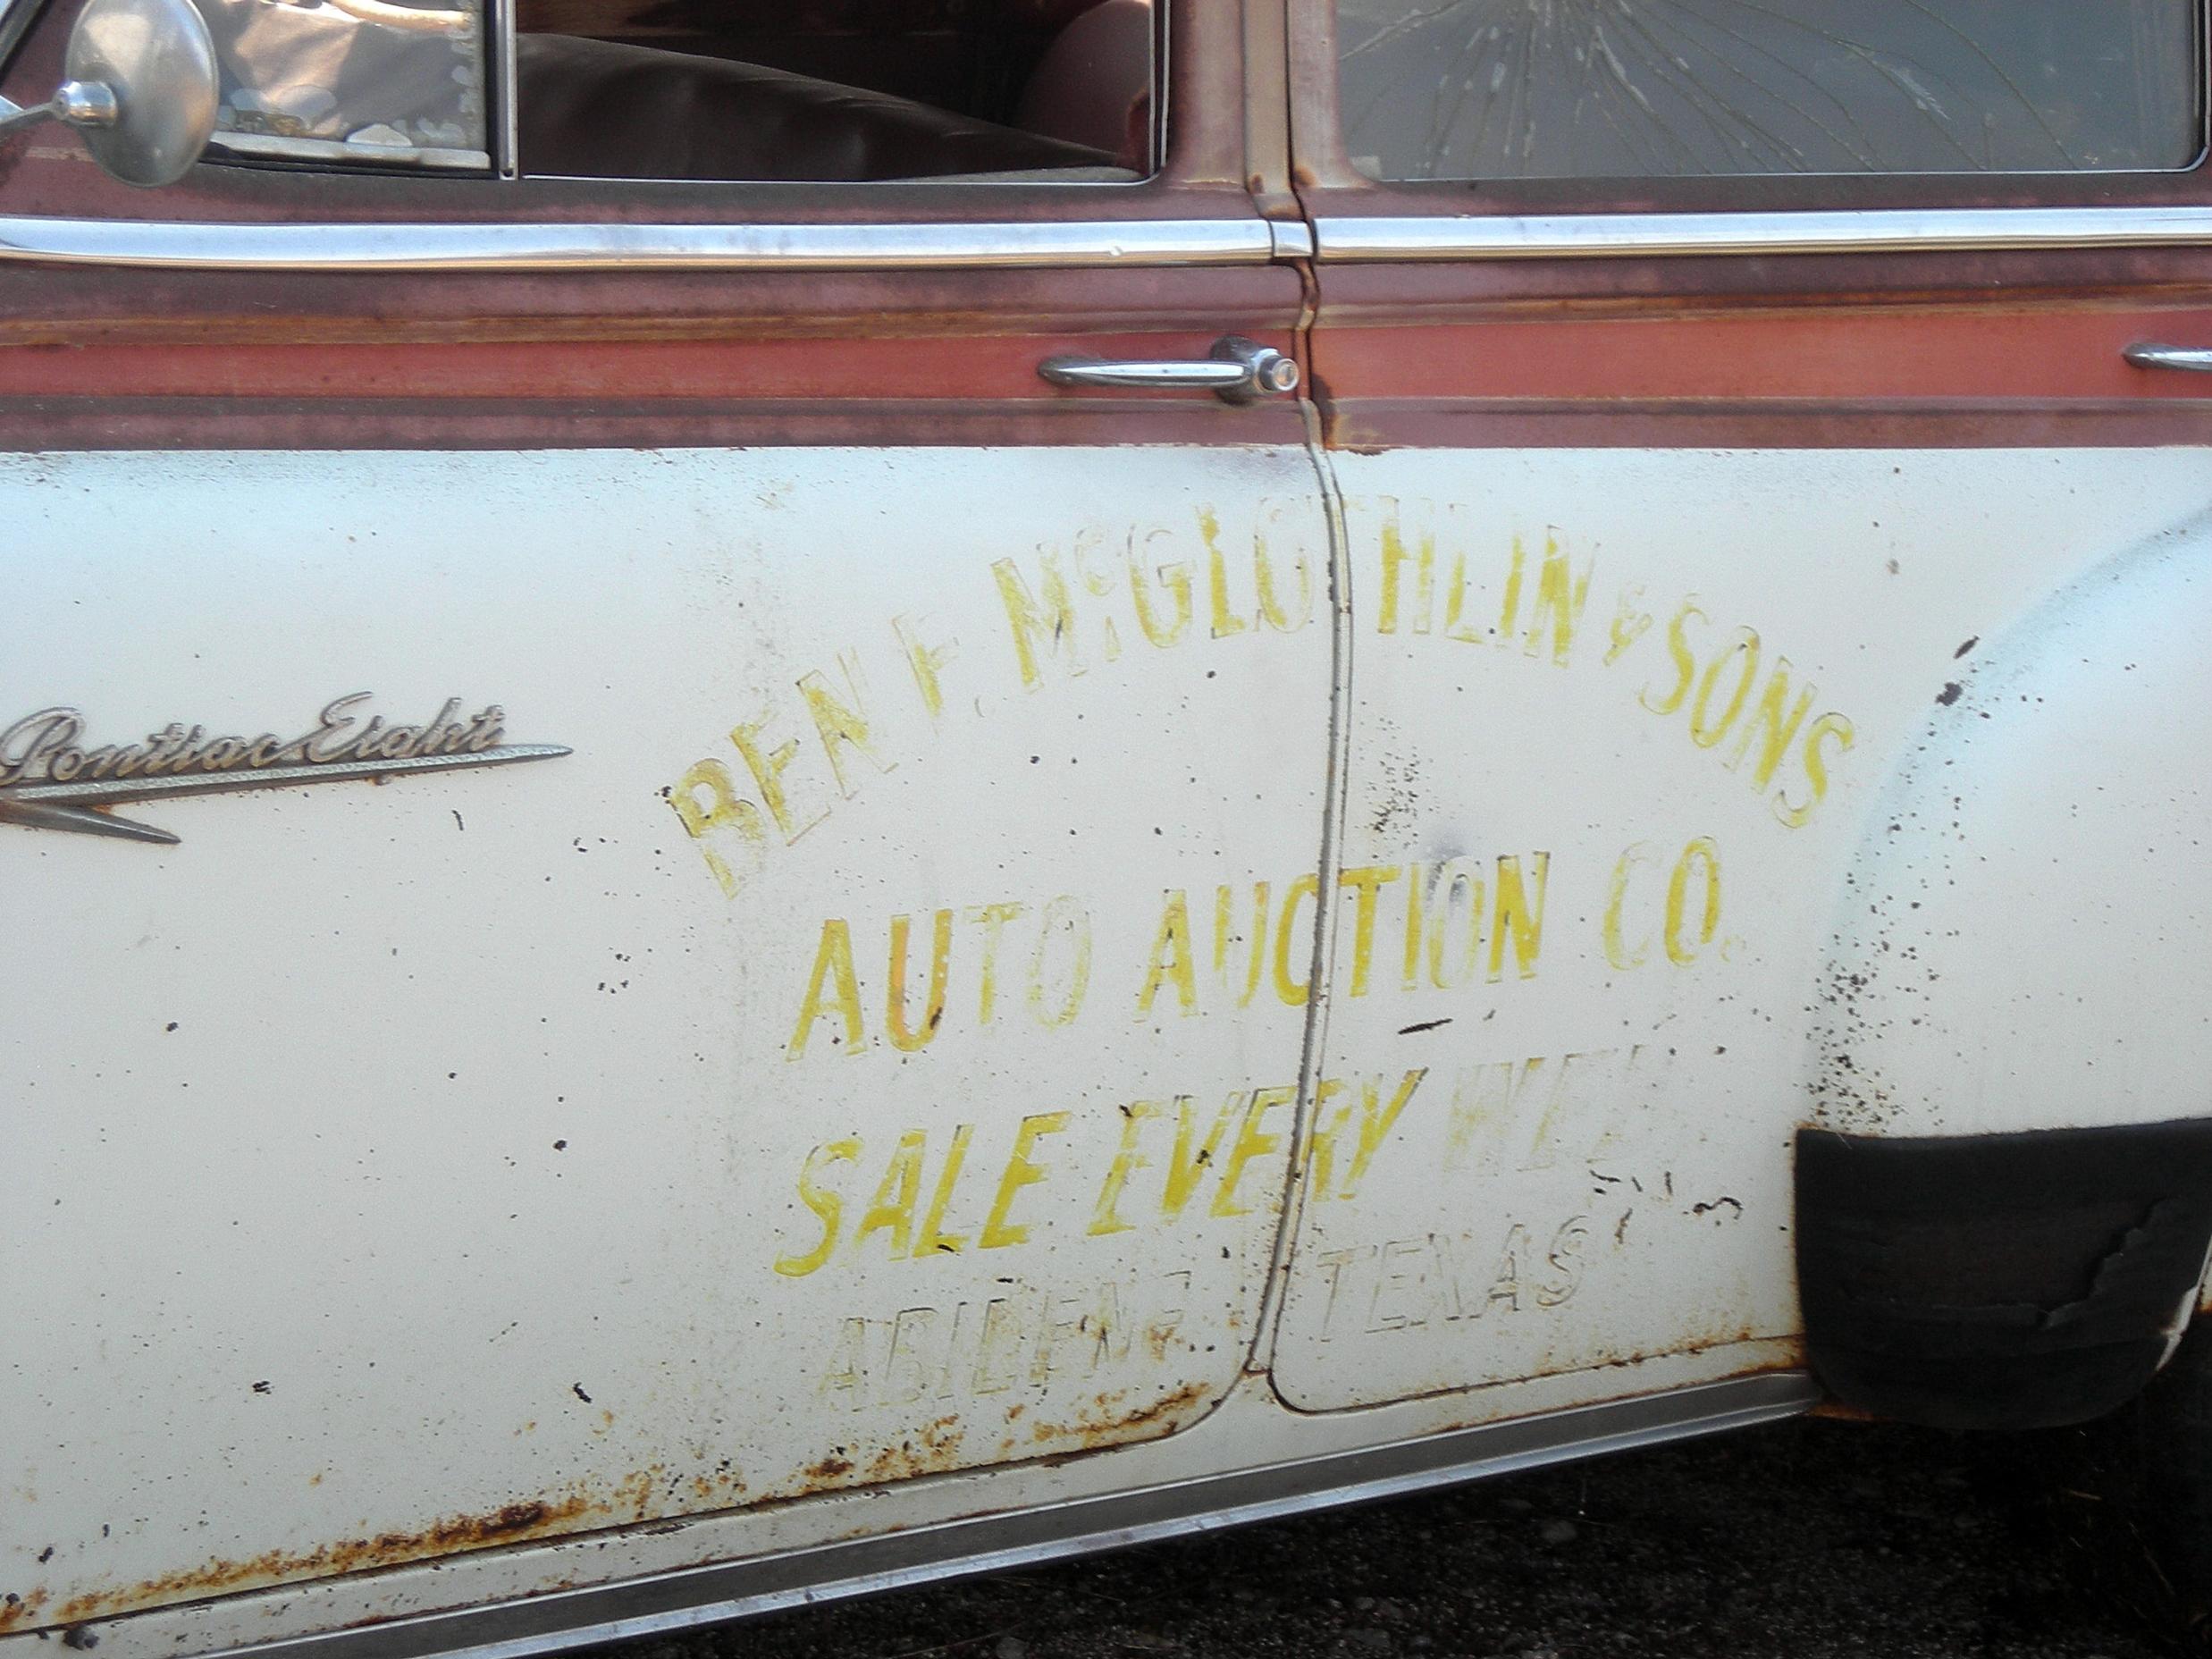 BEN F. McGLOTHLIN & SONS
AUTO AUCTION CO.
SALE EVERY
ABILENE TEXAS
Pontiac Eight